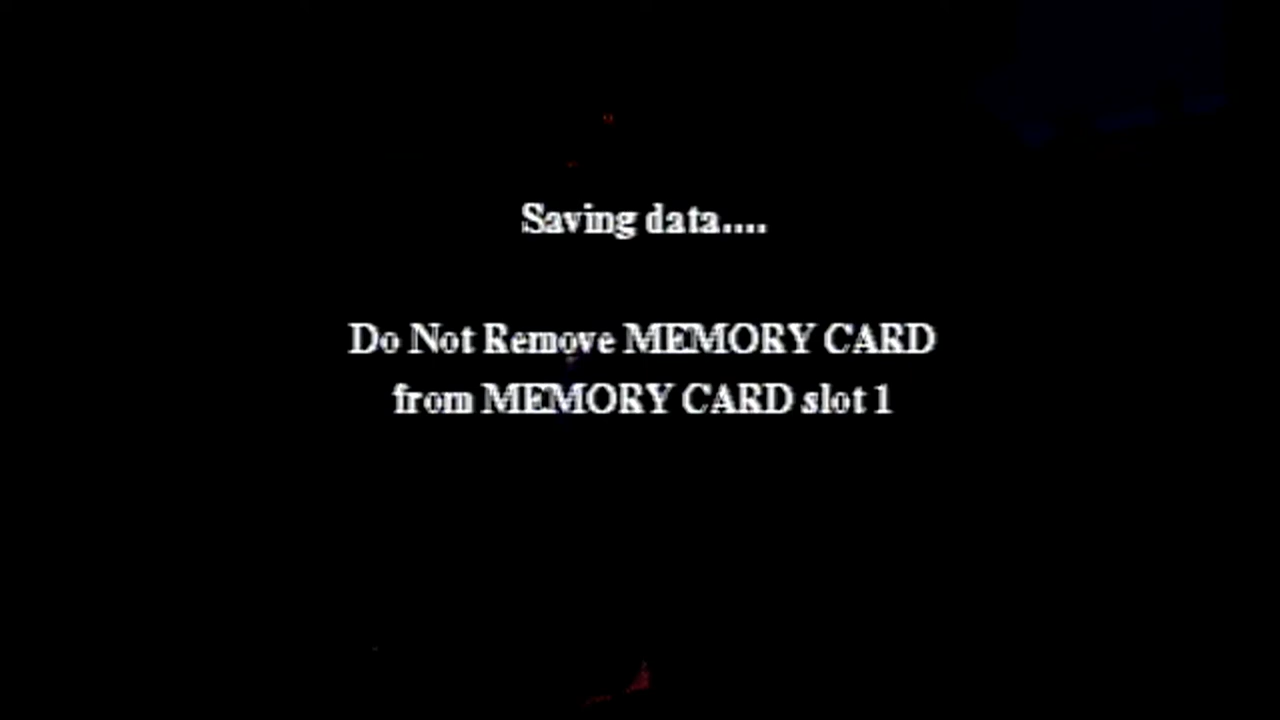 Saving data....
Do Not Remove MEMORY CARD
from MEMORY CARD slot 1